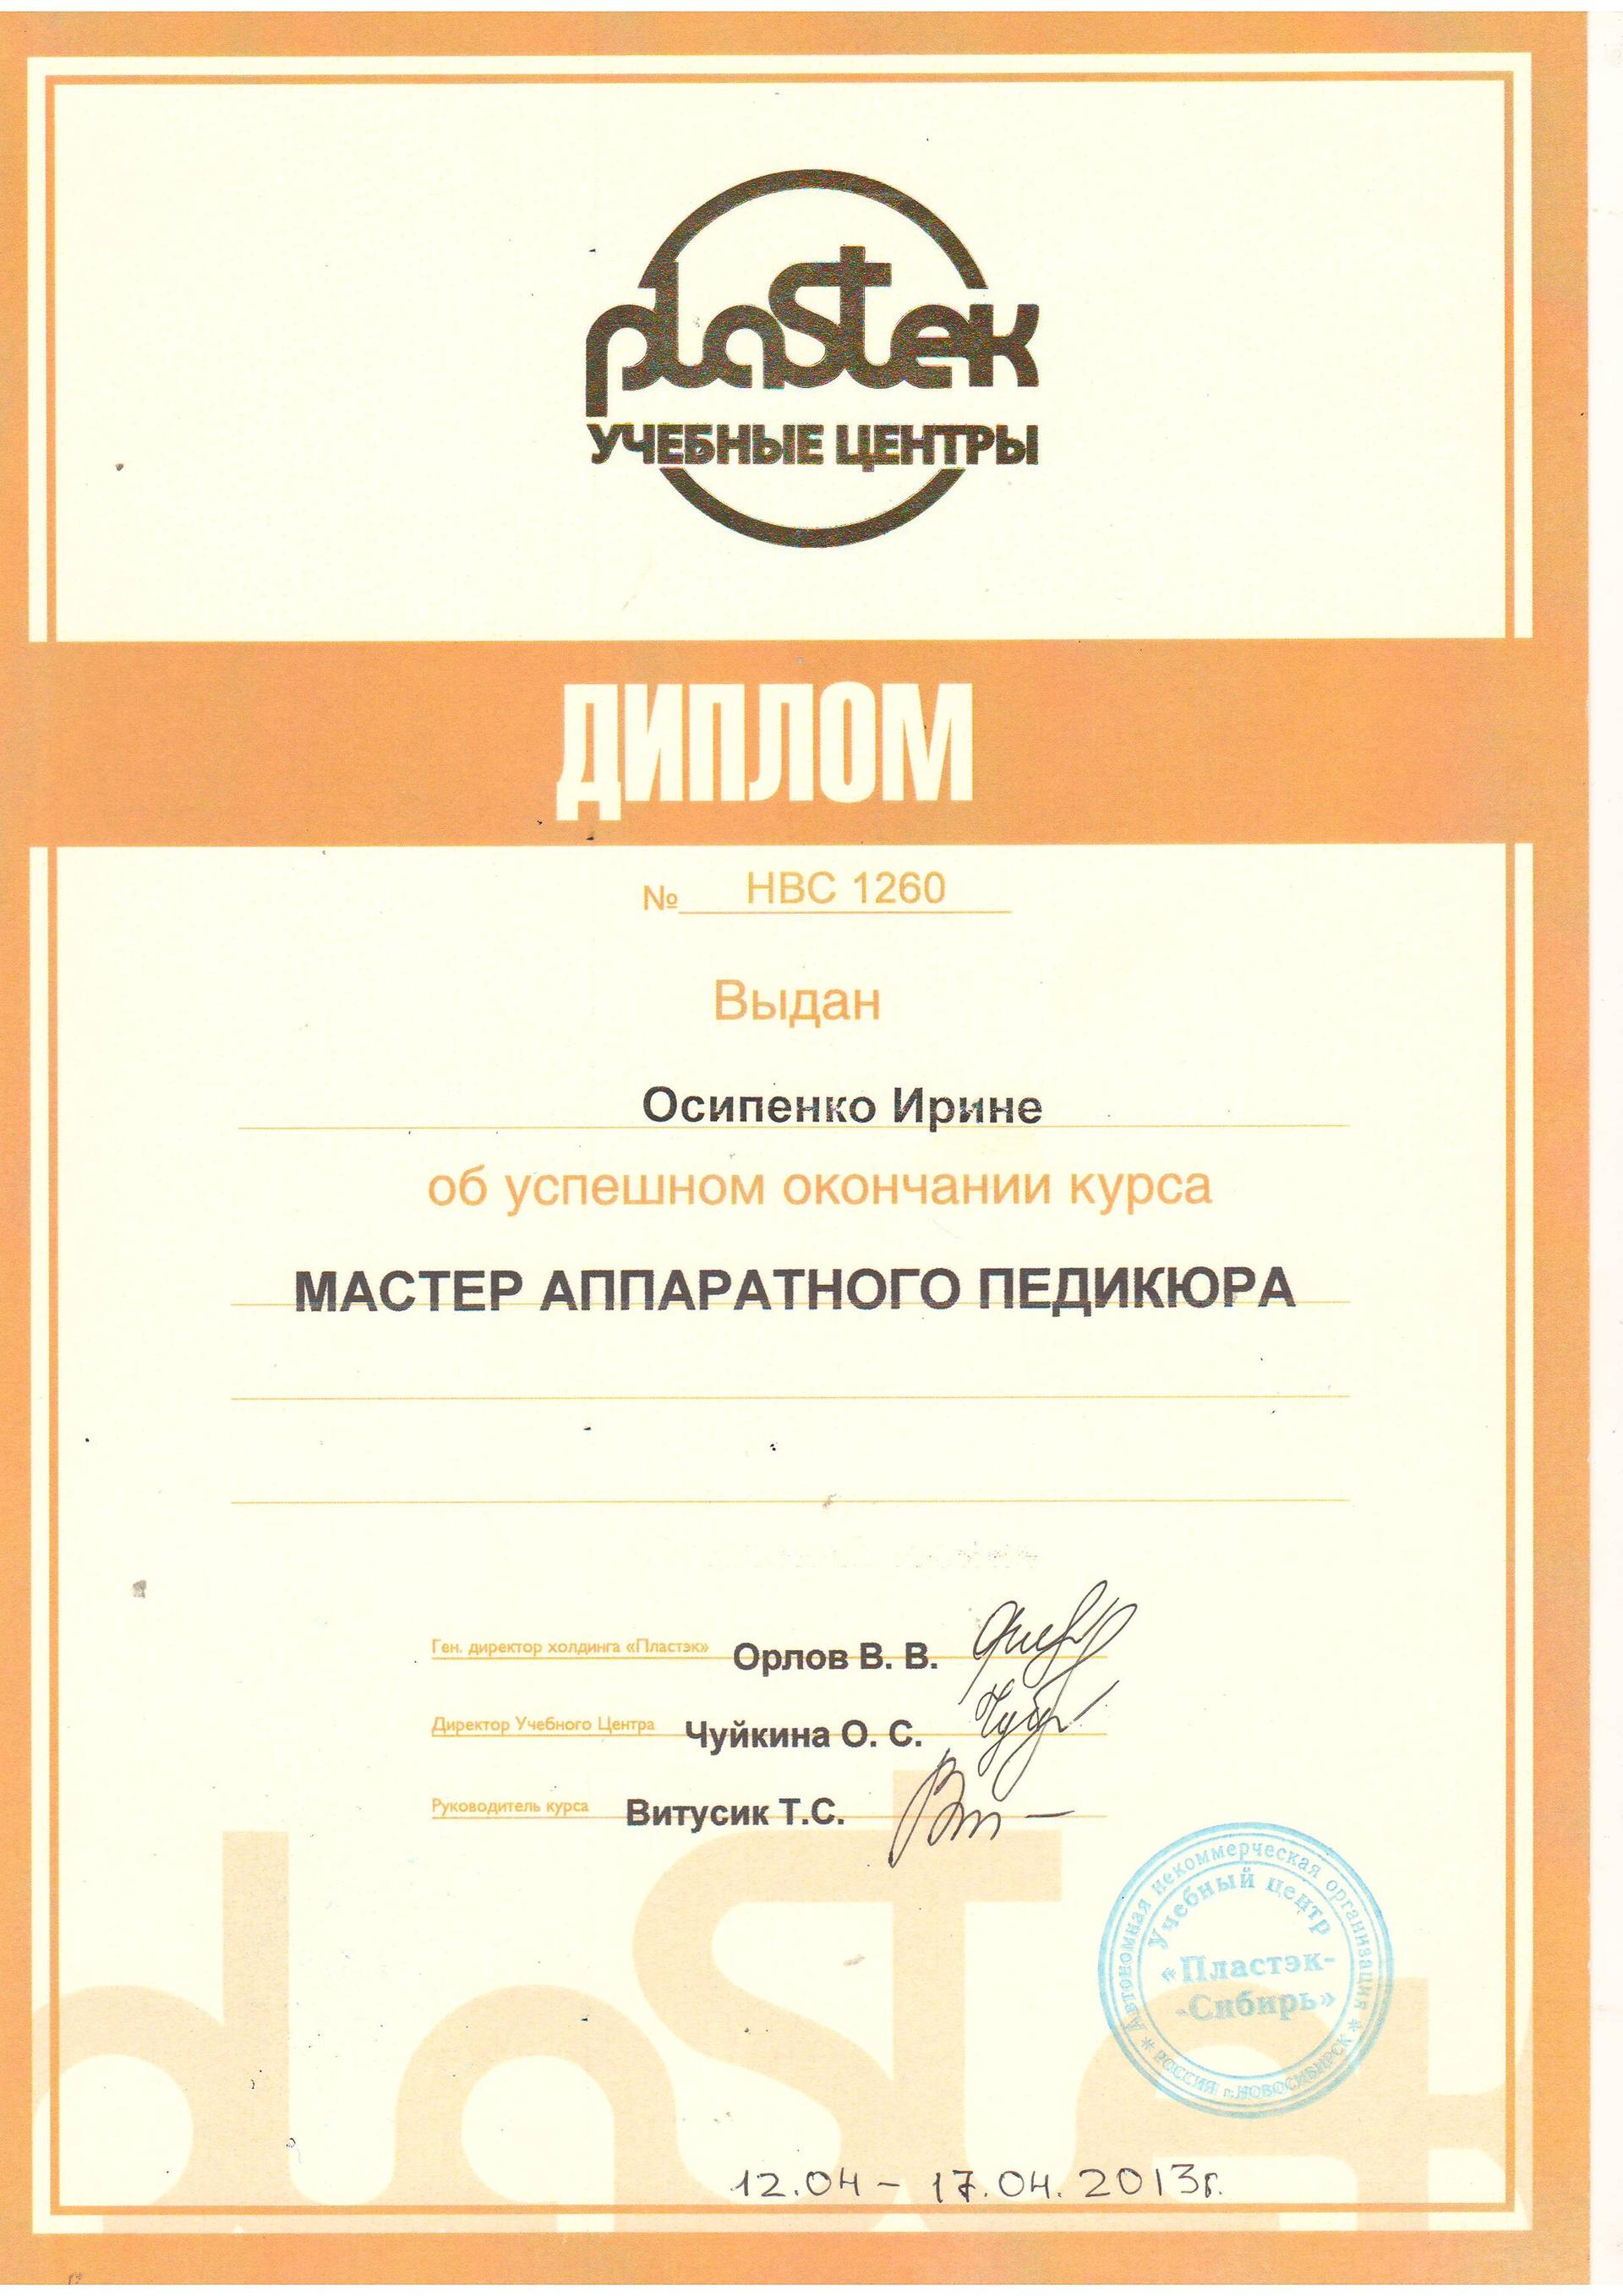 plastek
УЧЕБНЫЕ ЦЕНТРЫ
ДИПЛОМ
№ НВС 1260
Выдан
Осипенко Ирине
об успешном окончании курса
МАСТЕР АППАРАТНОГО ПЕДИКЮРА
Ген. директор холдинга «Пластэк» Орлов В. В.
Директор Учебного Центра Чуйкина О. С.
Руководитель курса Витусик Т.С.
Автономная некоммерческая организация
Учебный центр
«Пластэк-
-Сибирь»
* РОССИЯ г.НОВОСИБИРСК *
plastek
12.04 – 17.04.2013г.